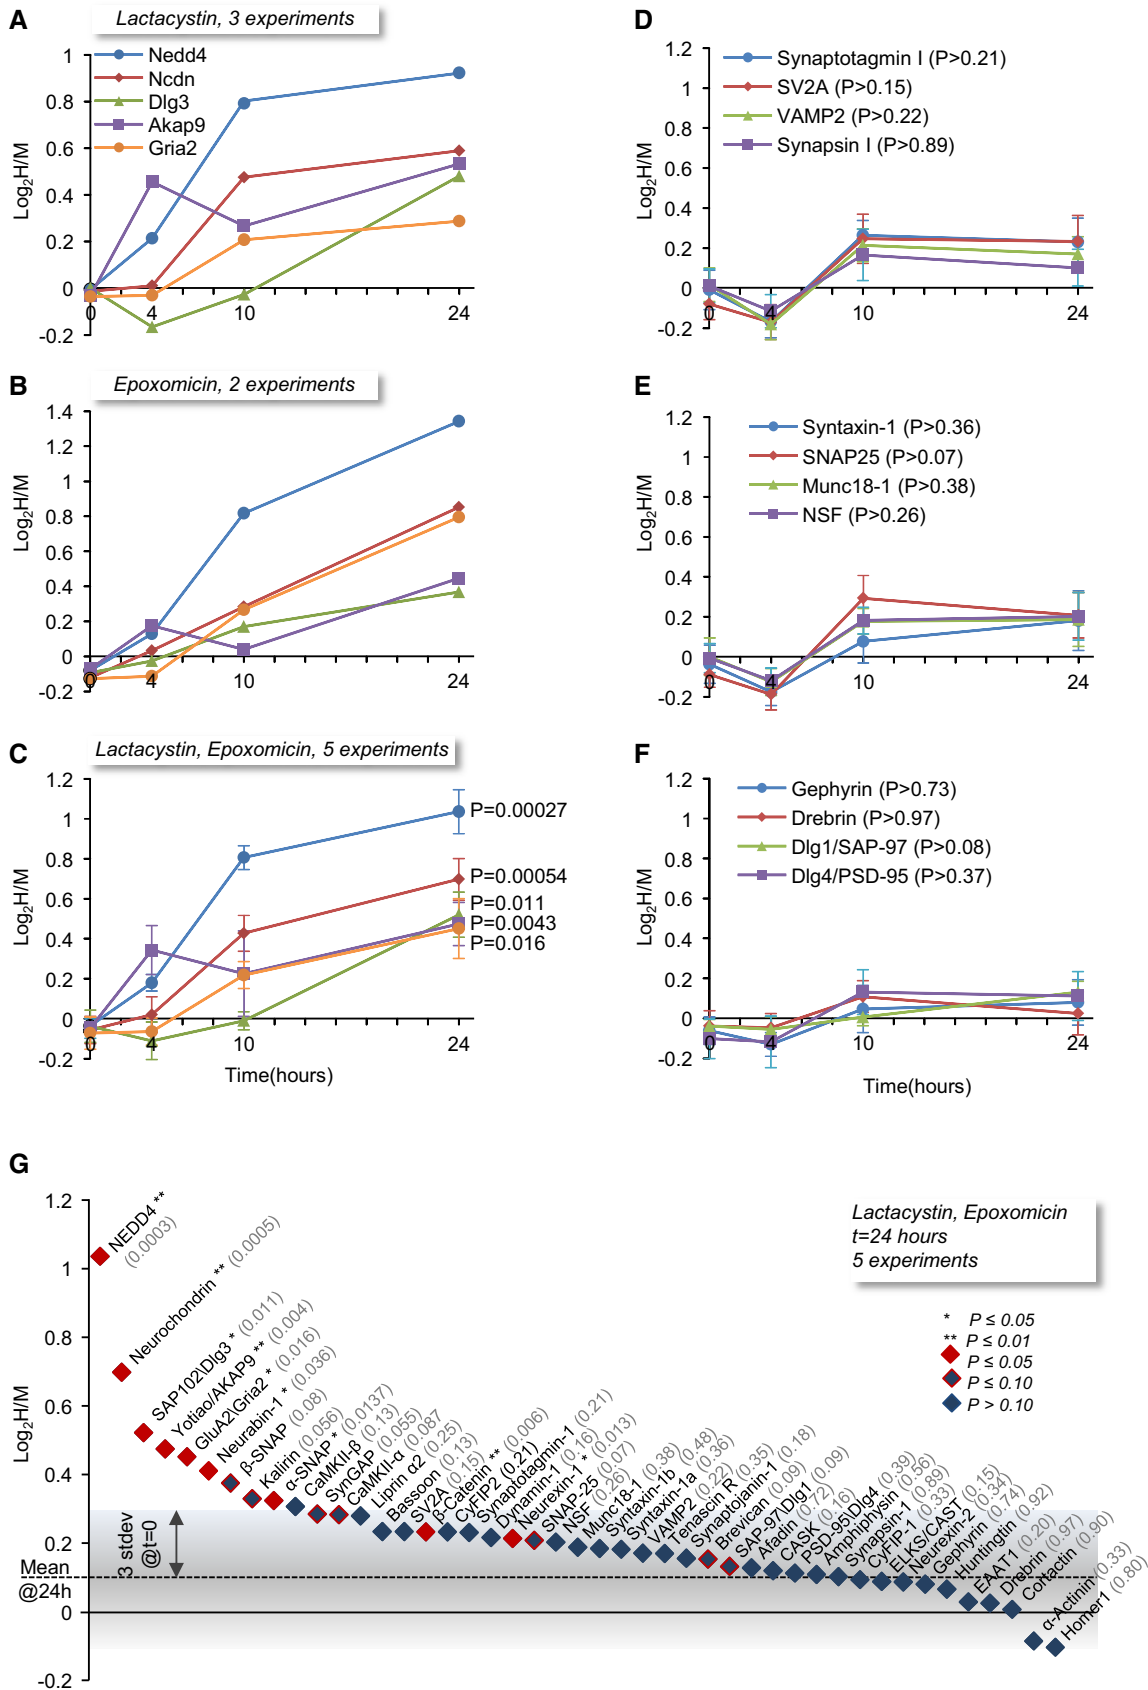 A
Lactacystin, 3 experiments
Log2H/M
1
0.8
0.6
0.4
0.2
0
-0.2
Nedd4
Ncdn
Dlg3
Akap9
Gria2
0 4 10 24
D
Log2H/M
1.2
1
0.8
0.6
0.4
0.2
0
-0.2
Synaptotagmin I (P>0.21)
SV2A (P>0.15)
VAMP2 (P>0.22)
Synapsin I (P>0.89)
0 4 10 24
B
Epoxomicin, 2 experiments
Log2H/M
1.4
1.2
1
0.8
0.6
0.4
0.2
0
-0.2
0 4 10 24
E
Log2H/M
1.2
1
0.8
0.6
0.4
0.2
0
-0.2
Syntaxin-1 (P>0.36)
SNAP25 (P>0.07)
Munc18-1 (P>0.38)
NSF (P>0.26)
0 4 10 24
C
Lactacystin, Epoxomicin, 5 experiments
Log2H/M
1.2
1
0.8
0.6
0.4
0.2
0
-0.2
P=0.00027
P=0.00054
P=0.011
P=0.0043
P=0.016
0 4 10 24
Time(hours)
F
Log2H/M
1.2
1
0.8
0.6
0.4
0.2
0
-0.2
Gephyrin (P>0.73)
Drebrin (P>0.97)
Dlg1/SAP-97 (P>0.08)
Dlg4/PSD-95 (P>0.37)
0 4 10 24
Time(hours)
G
Log2H/M
1.2
1
0.8
0.6
0.4
0.2
0
-0.2
Mean
@24h
3 stdev
@t=0
Lactacystin, Epoxomicin
t=24 hours
5 experiments
* P ≤ 0.05
** P ≤ 0.01
P ≤ 0.05
P ≤ 0.10
P > 0.10
NEDD4 **
(0.0003)
Neurochondrin ** (0.0005)
SAP102\Dlg3 * (0.011)
Yotiao/AKAP9 ** (0.004)
GluA2\Gria2 * (0.016)
Neurabin-1 * (0.036)
β-SNAP (0.08)
Kalirin (0.056)
α-SNAP * (0.0137)
CaMKII-β (0.13)
SynGAP (0.055)
CaMKII-α (0.087
Liprin α2 (0.25)
Bassoon (0.13)
SV2A (0.15)
β-Catenin ** (0.006)
CyFIP2 (0.21)
Synaptotagmin-1 (0.21)
Dynamin-1 (0.16)
Neurexin-1 * (0.013)
SNAP-25 (0.07)
NSF (0.26)
Munc18-1 (0.38)
Syntaxin-1b (0.48)
Syntaxin-1a (0.36)
VAMP2 (0.22)
Tenascin R (0.35)
Synaptojanin-1 (0.18)
Brevican (0.09)
SAP-97\Dlg1 (0.09)
Afadin (0.72)
CASK (0.16)
PSD-95\Dlg4 (0.39)
Amphiphysin (0.56)
Synapsin-1 (0.89)
CyFIP-1 (0.33)
ELKS/CAST (0.15)
Neurexin-2 (0.34)
Gephyrin (0.74)
Huntingtin (0.92)
EAAT1 (0.20)
Drebrin (0.97)
Cortactin (0.90)
α-Actinin (0.33)
Homer1 (0.80)